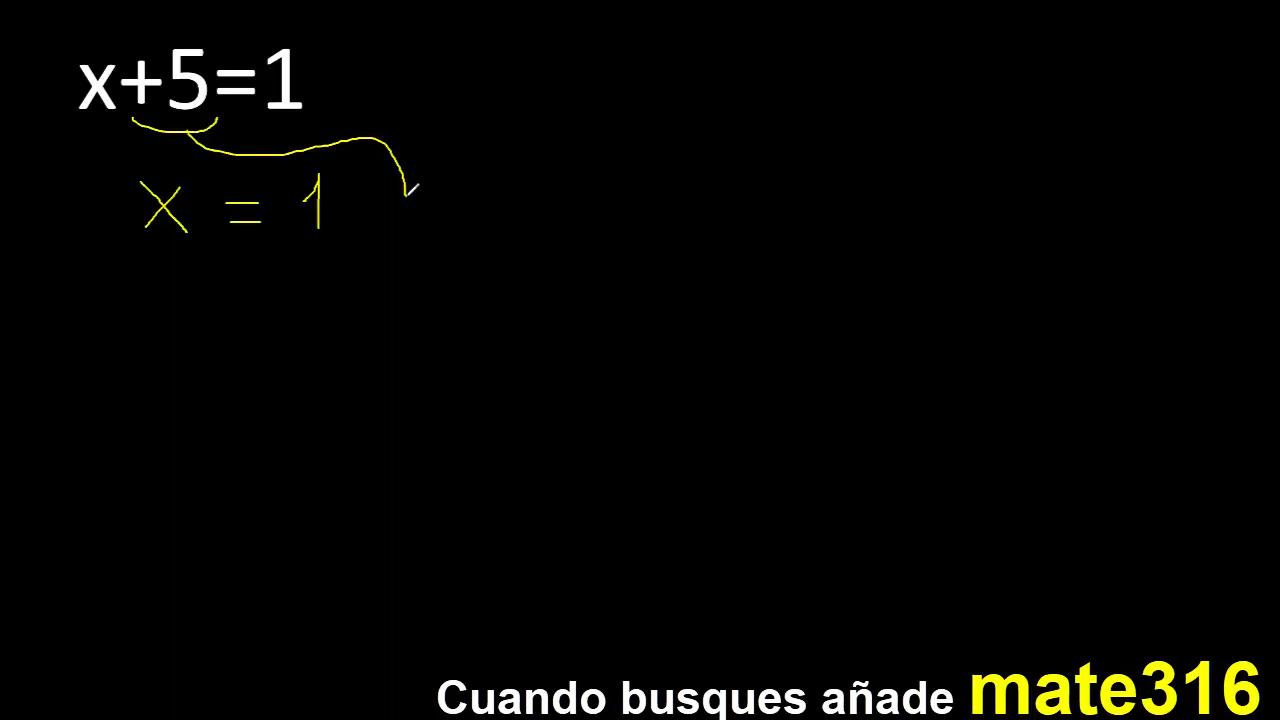 x+5=1
x = 1
Cuando busques añade mate316